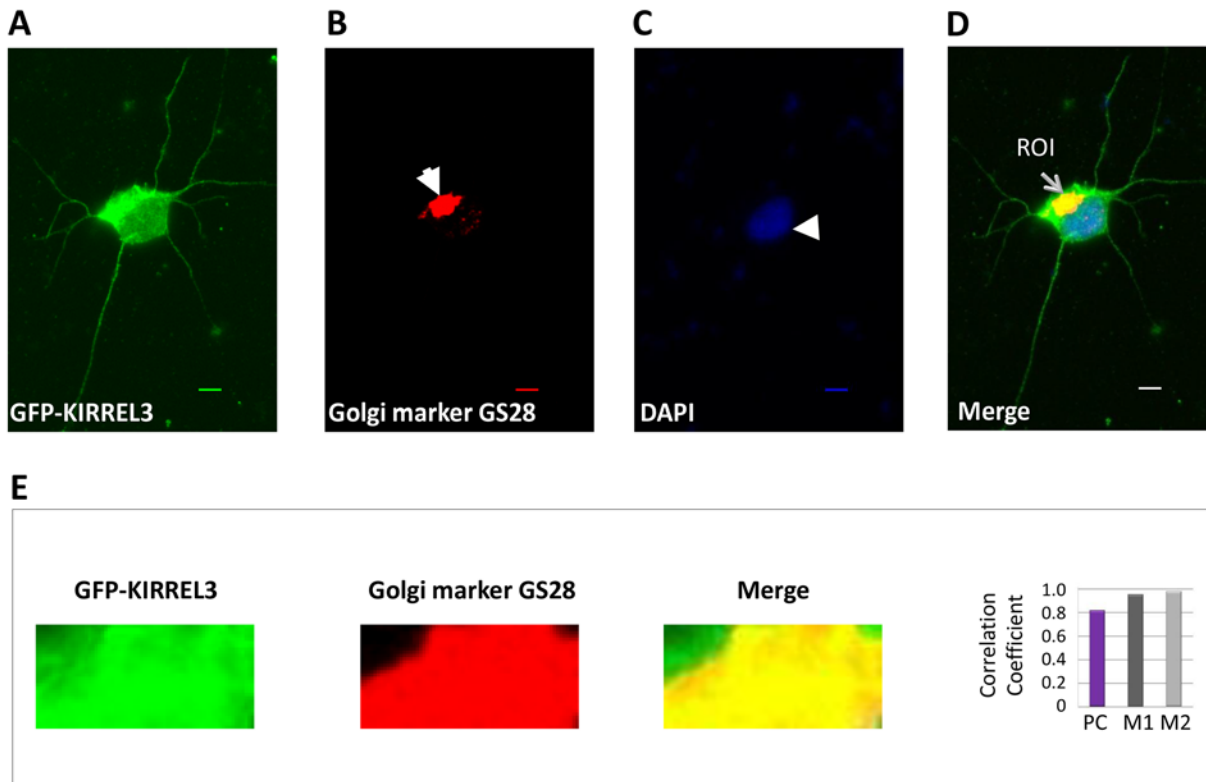 A
B
C
D
GFP-KIRREL3
Golgi marker GS28
DAPI
ROI
Merge
E
GFP-KIRREL3
Golgi marker GS28
Merge
Correlation
Coefficient
1.0
0.8
0.6
0.4
0.2
0
PC M1 M2